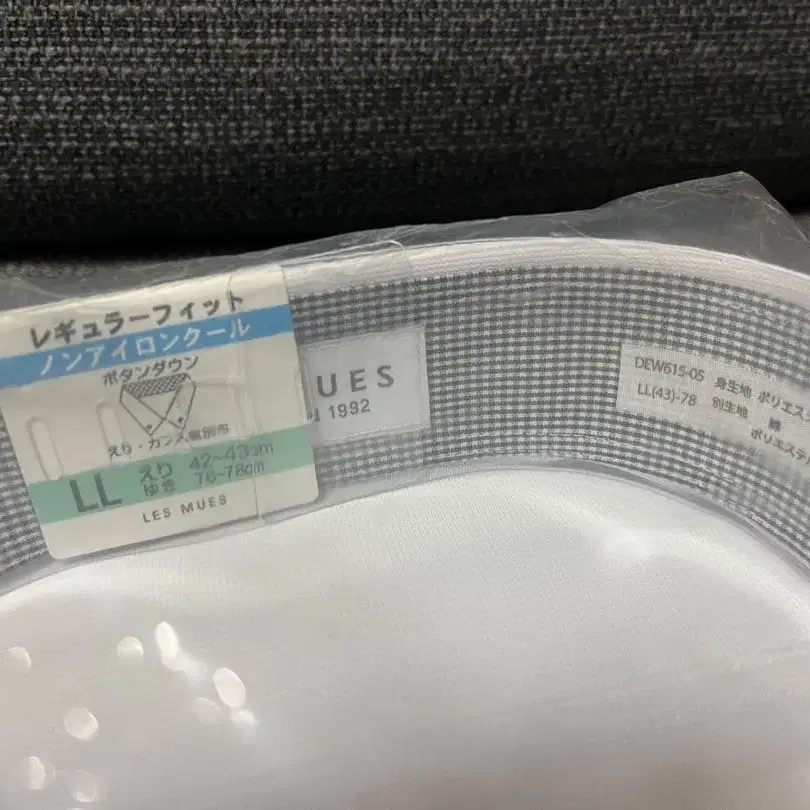 レギュラーフィット
ノンアイロンクール
ボタンダウン
えり・カフス裏別布
LL えり 42~43cm
ゆき 76~78cm
LES MUES
MUES
1992
DEW615-05 身生地 ポリエステ
LL(43)-78 別生地 綿
ポリエステル